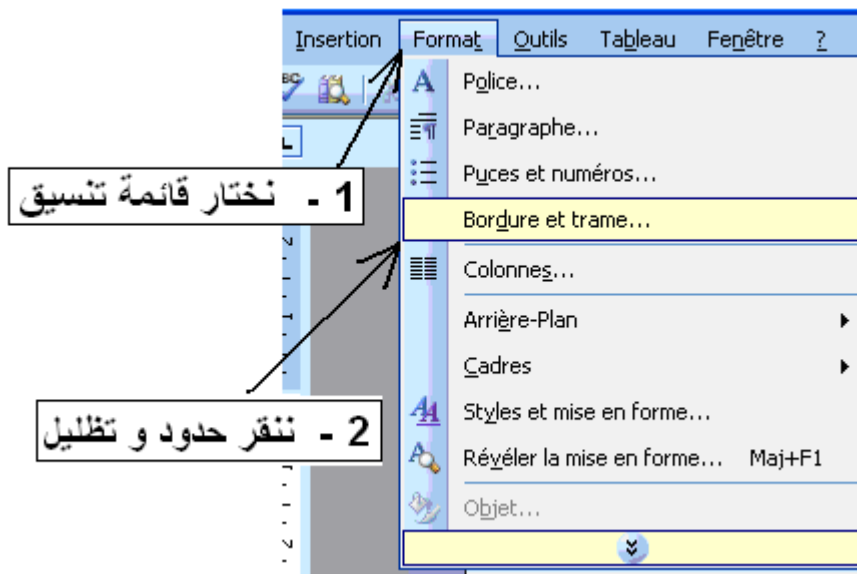 Insertion Format Outils Tableau Fenêtre ?
Police...
Paragraphe...
Puces et numéros...
1 - نختار قائمة تنسيق
Bordure et trame...
Colonnes...
Arrière-Plan
Cadres
Styles et mise en forme...
2 - ننقر حدود و تظليل
Révéler la mise en forme... Maj+F1
Objet...